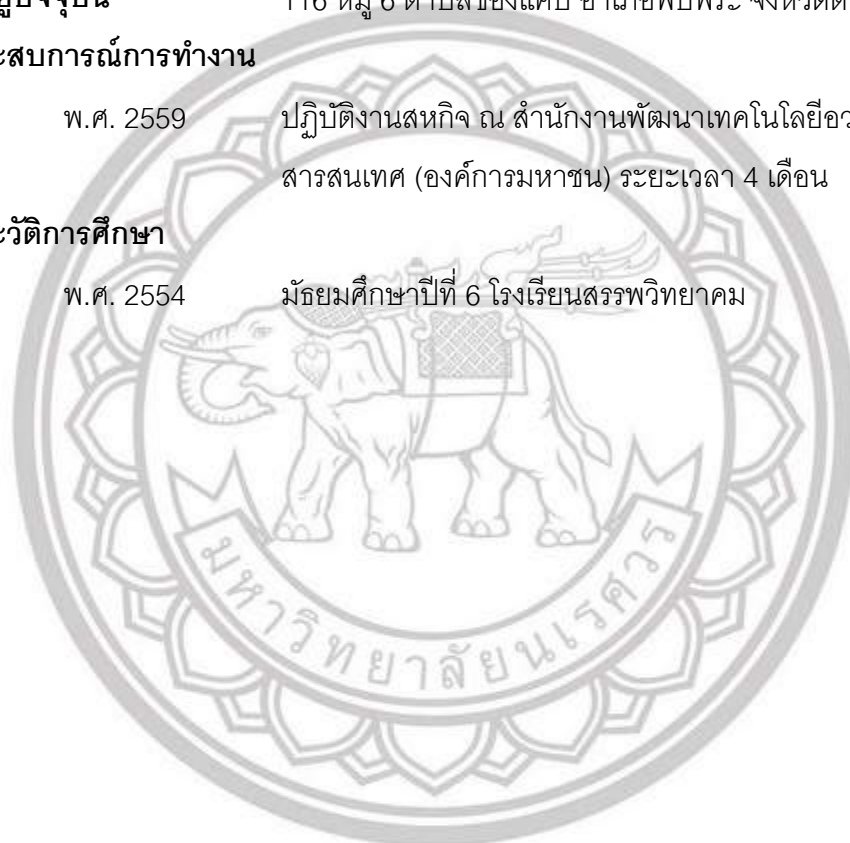 116 หมู่ 6 ตำบลช่องแคบ อำเภอพบพระ
ประสบการณ์การทำงาน
พ.ศ. 2559 ปฏิบัติงานสหกิจ ณ สำนักงานพัฒนาเทคโนโลยีอว
สารสนเทศ (องค์การมหาชน) ระยะเวลา 4 เดือน
ะวัติการศึกษา
พ.ศ. 2554 มัธยมศึกษาปีที่ 6 โรงเรียนสรรพวิทยาคม
มหาวิทยาลัยนเรศวร